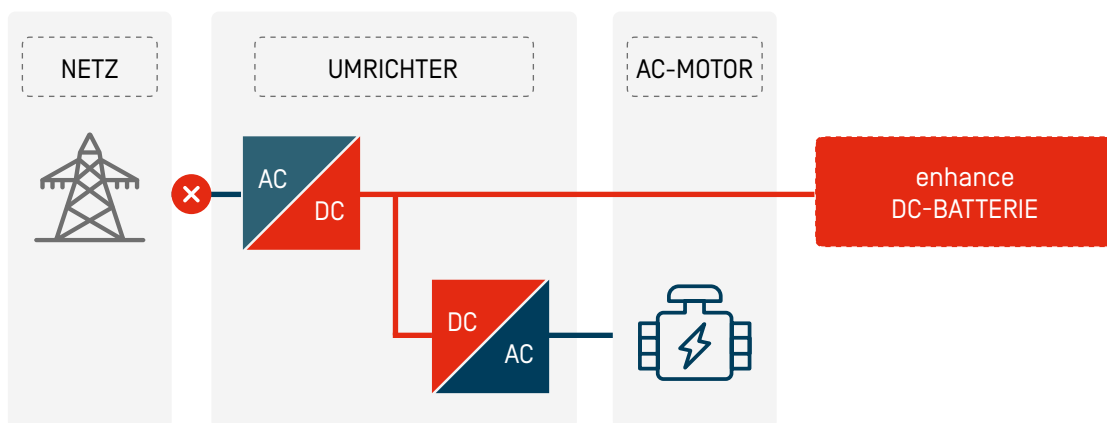 NETZ
UMRICHTER
AC-MOTOR
AC
DC
enhance
DC-BATTERIE
DC
AC